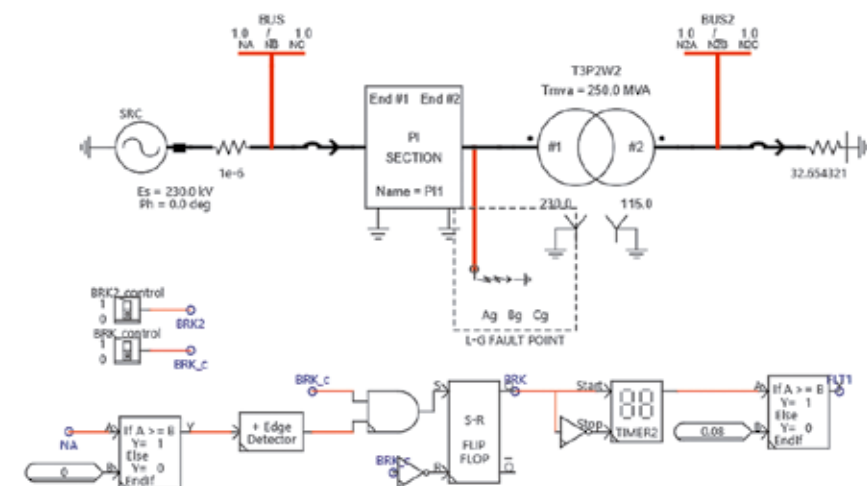 BUS
1.0 / 1.0
NA NB NC
BUS2
1.0 / 1.0
N2A N2B N2C
T3P2W2
Tmva = 250.0 MVA
SRC
End #1 End #2
PI
SECTION
Name = PI1
#1 #2
1e-6
32.654321
Es = 230.0 kV
Ph = 0.0 deg
230.0 115.0
Ag Bg Cg
L-G FAULT POINT
BRK2_control
1
0
BRK2
BRK_control
1
0
BRK_c
BRK_c
S
BRK
Start
A
If A >= B
Y= 1
Else
Y= 0
EndIf
FLT1
NA
A
If A >= B
Y= 1
Else
Y= 0
EndIf
Y
+ Edge
Detector
S-R
FLIP
FLOP
Stop
TIMER2
0.08
B
0
B
BRK_c
R